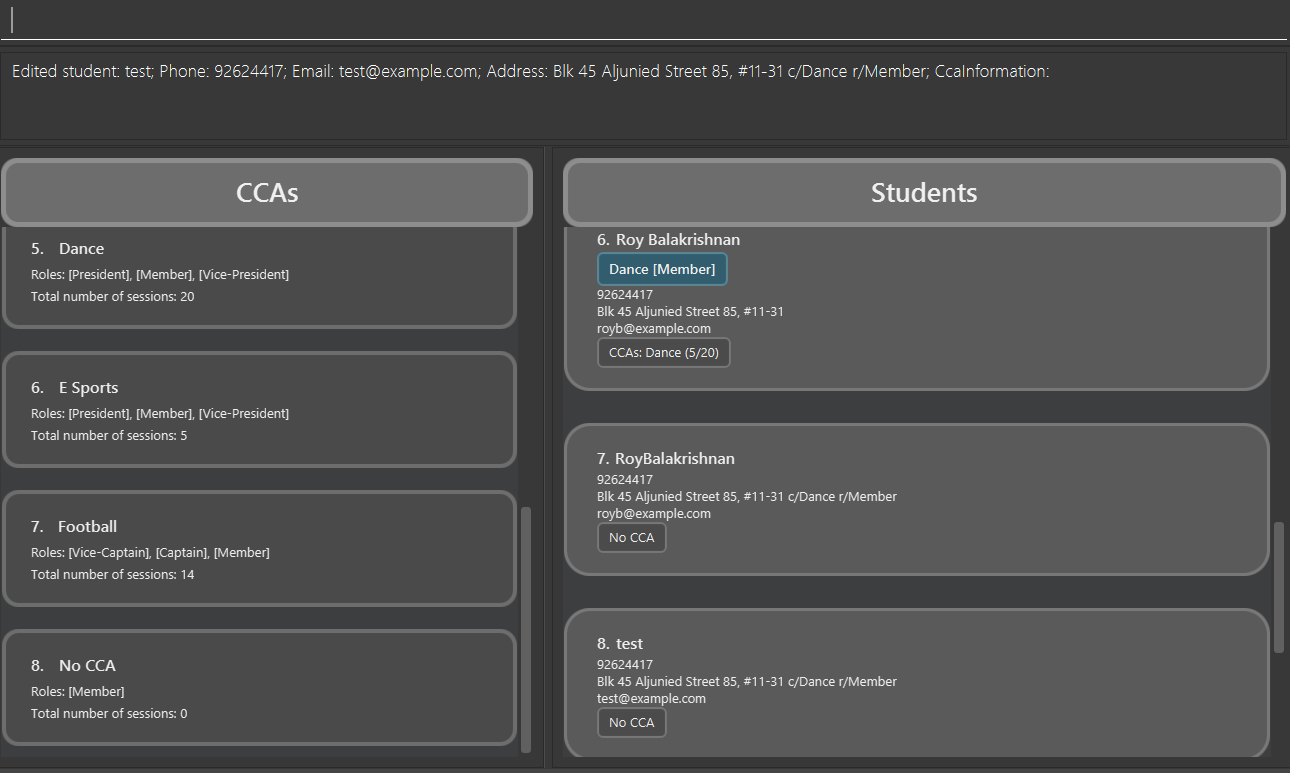 Edited student: test; Phone: 92624417; Email: test@example.com; Address: Blk 45 Aljunied Street 85, #11-31 c/Dance r/Member; CcaInformation:
CCAs
5. Dance
Roles: [President], [Member], [Vice-President]
Total number of sessions: 20
6. E Sports
Roles: [President], [Member], [Vice-President]
Total number of sessions: 5
7. Football
Roles: [Vice-Captain], [Captain], [Member]
Total number of sessions: 14
8. No CCA
Roles: [Member]
Total number of sessions: 0
Students
6. Roy Balakrishnan
Dance [Member]
92624417
Blk 45 Aljunied Street 85, #11-31
royb@example.com
CCAs: Dance (5/20)
7. RoyBalakrishnan
92624417
Blk 45 Aljunied Street 85, #11-31 c/Dance r/Member
royb@example.com
No CCA
8. test
92624417
Blk 45 Aljunied Street 85, #11-31 c/Dance r/Member
test@example.com
No CCA